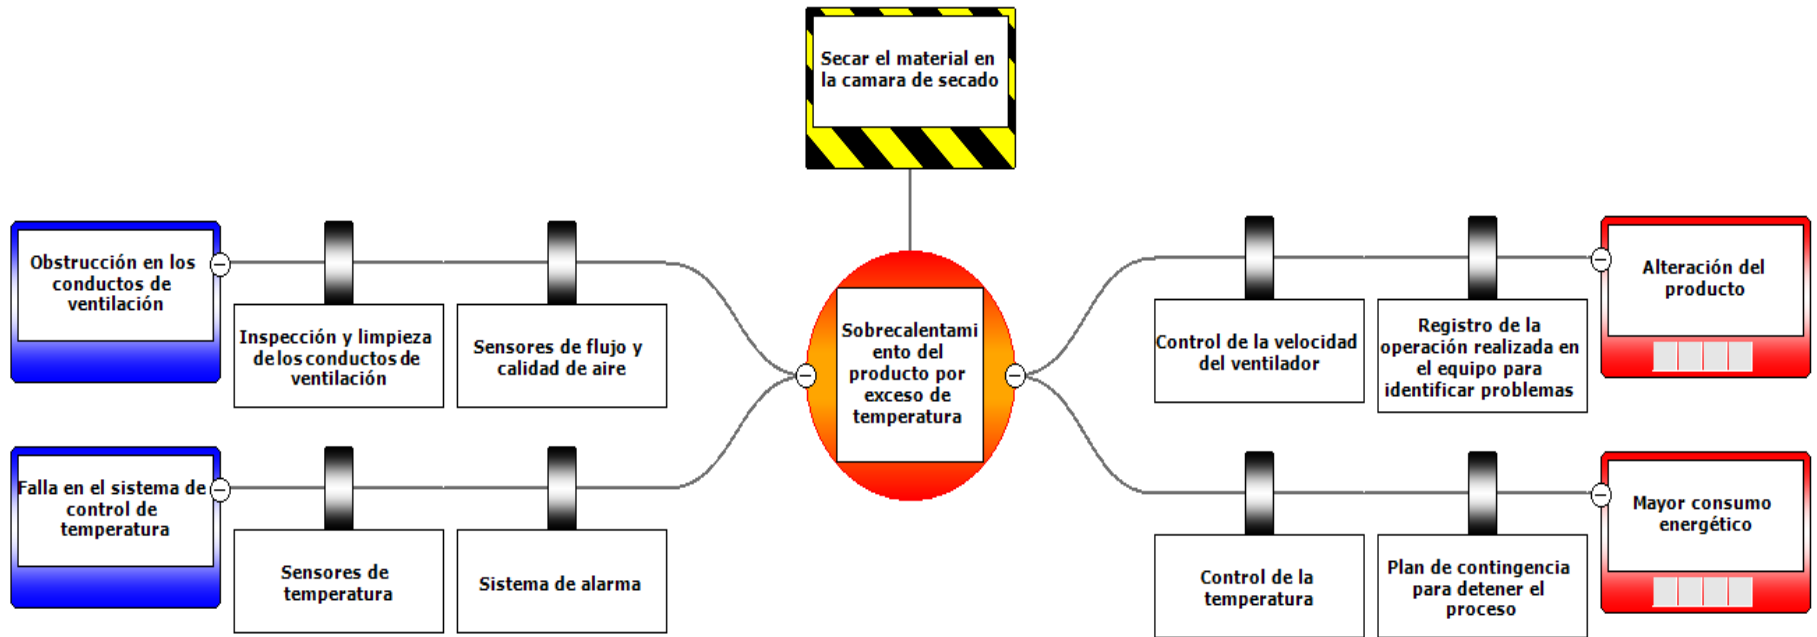 Secar el material en
la camara de secado
Obstrucción en los
conductos de
ventilación
Inspección y limpieza
de los conductos de
ventilación
Sensores de flujo y
calidad de aire
Sobrecalentami
ento del
producto por
exceso de
temperatura
Control de la velocidad
del ventilador
Registro de la
operación realizada en
el equipo para
identificar problemas
Alteración del
producto
Falla en el sistema de
control de
temperatura
Sensores de
temperatura
Sistema de alarma
Control de la
temperatura
Plan de contingencia
para detener el
proceso
Mayor consumo
energético